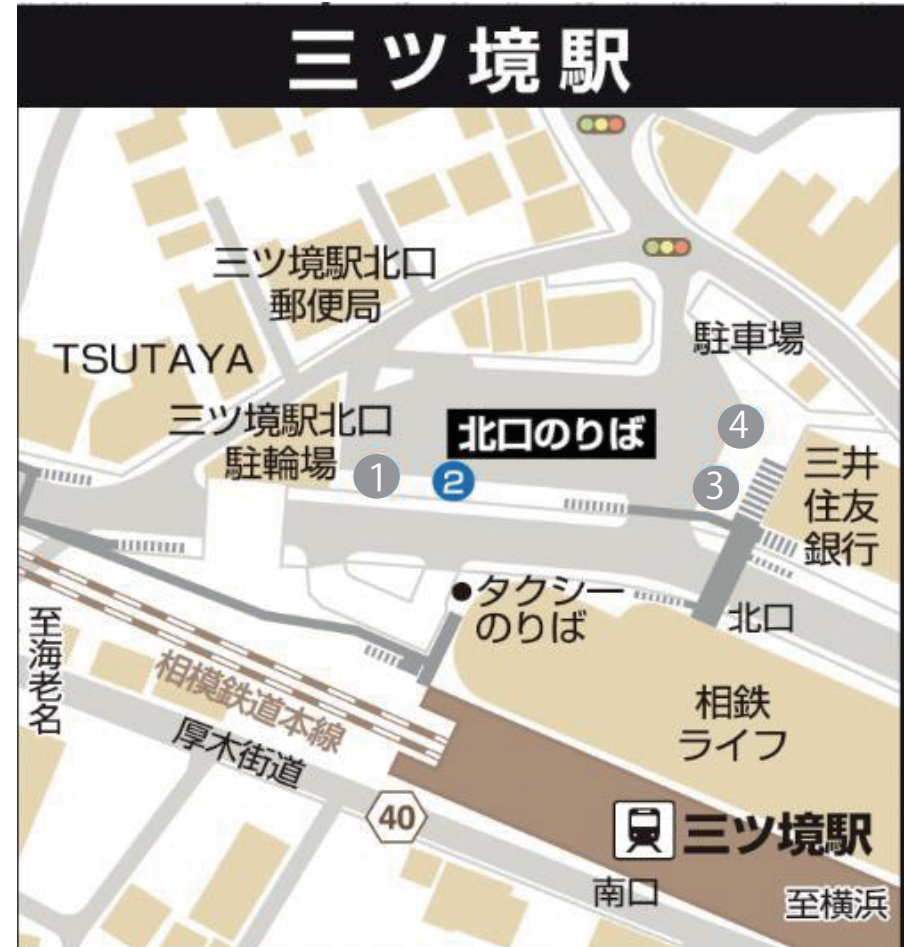 三ツ境駅
三ツ境駅北口
郵便局
TSUTAYA
駐車場
三ツ境駅北口
駐輪場
北口のりば
1
2
3
4
三井
住友
銀行
タクシー
のりば
北口
至海老名
相模鉄道本線
厚木街道
相鉄
ライフ
40
三ツ境駅
南口
至横浜